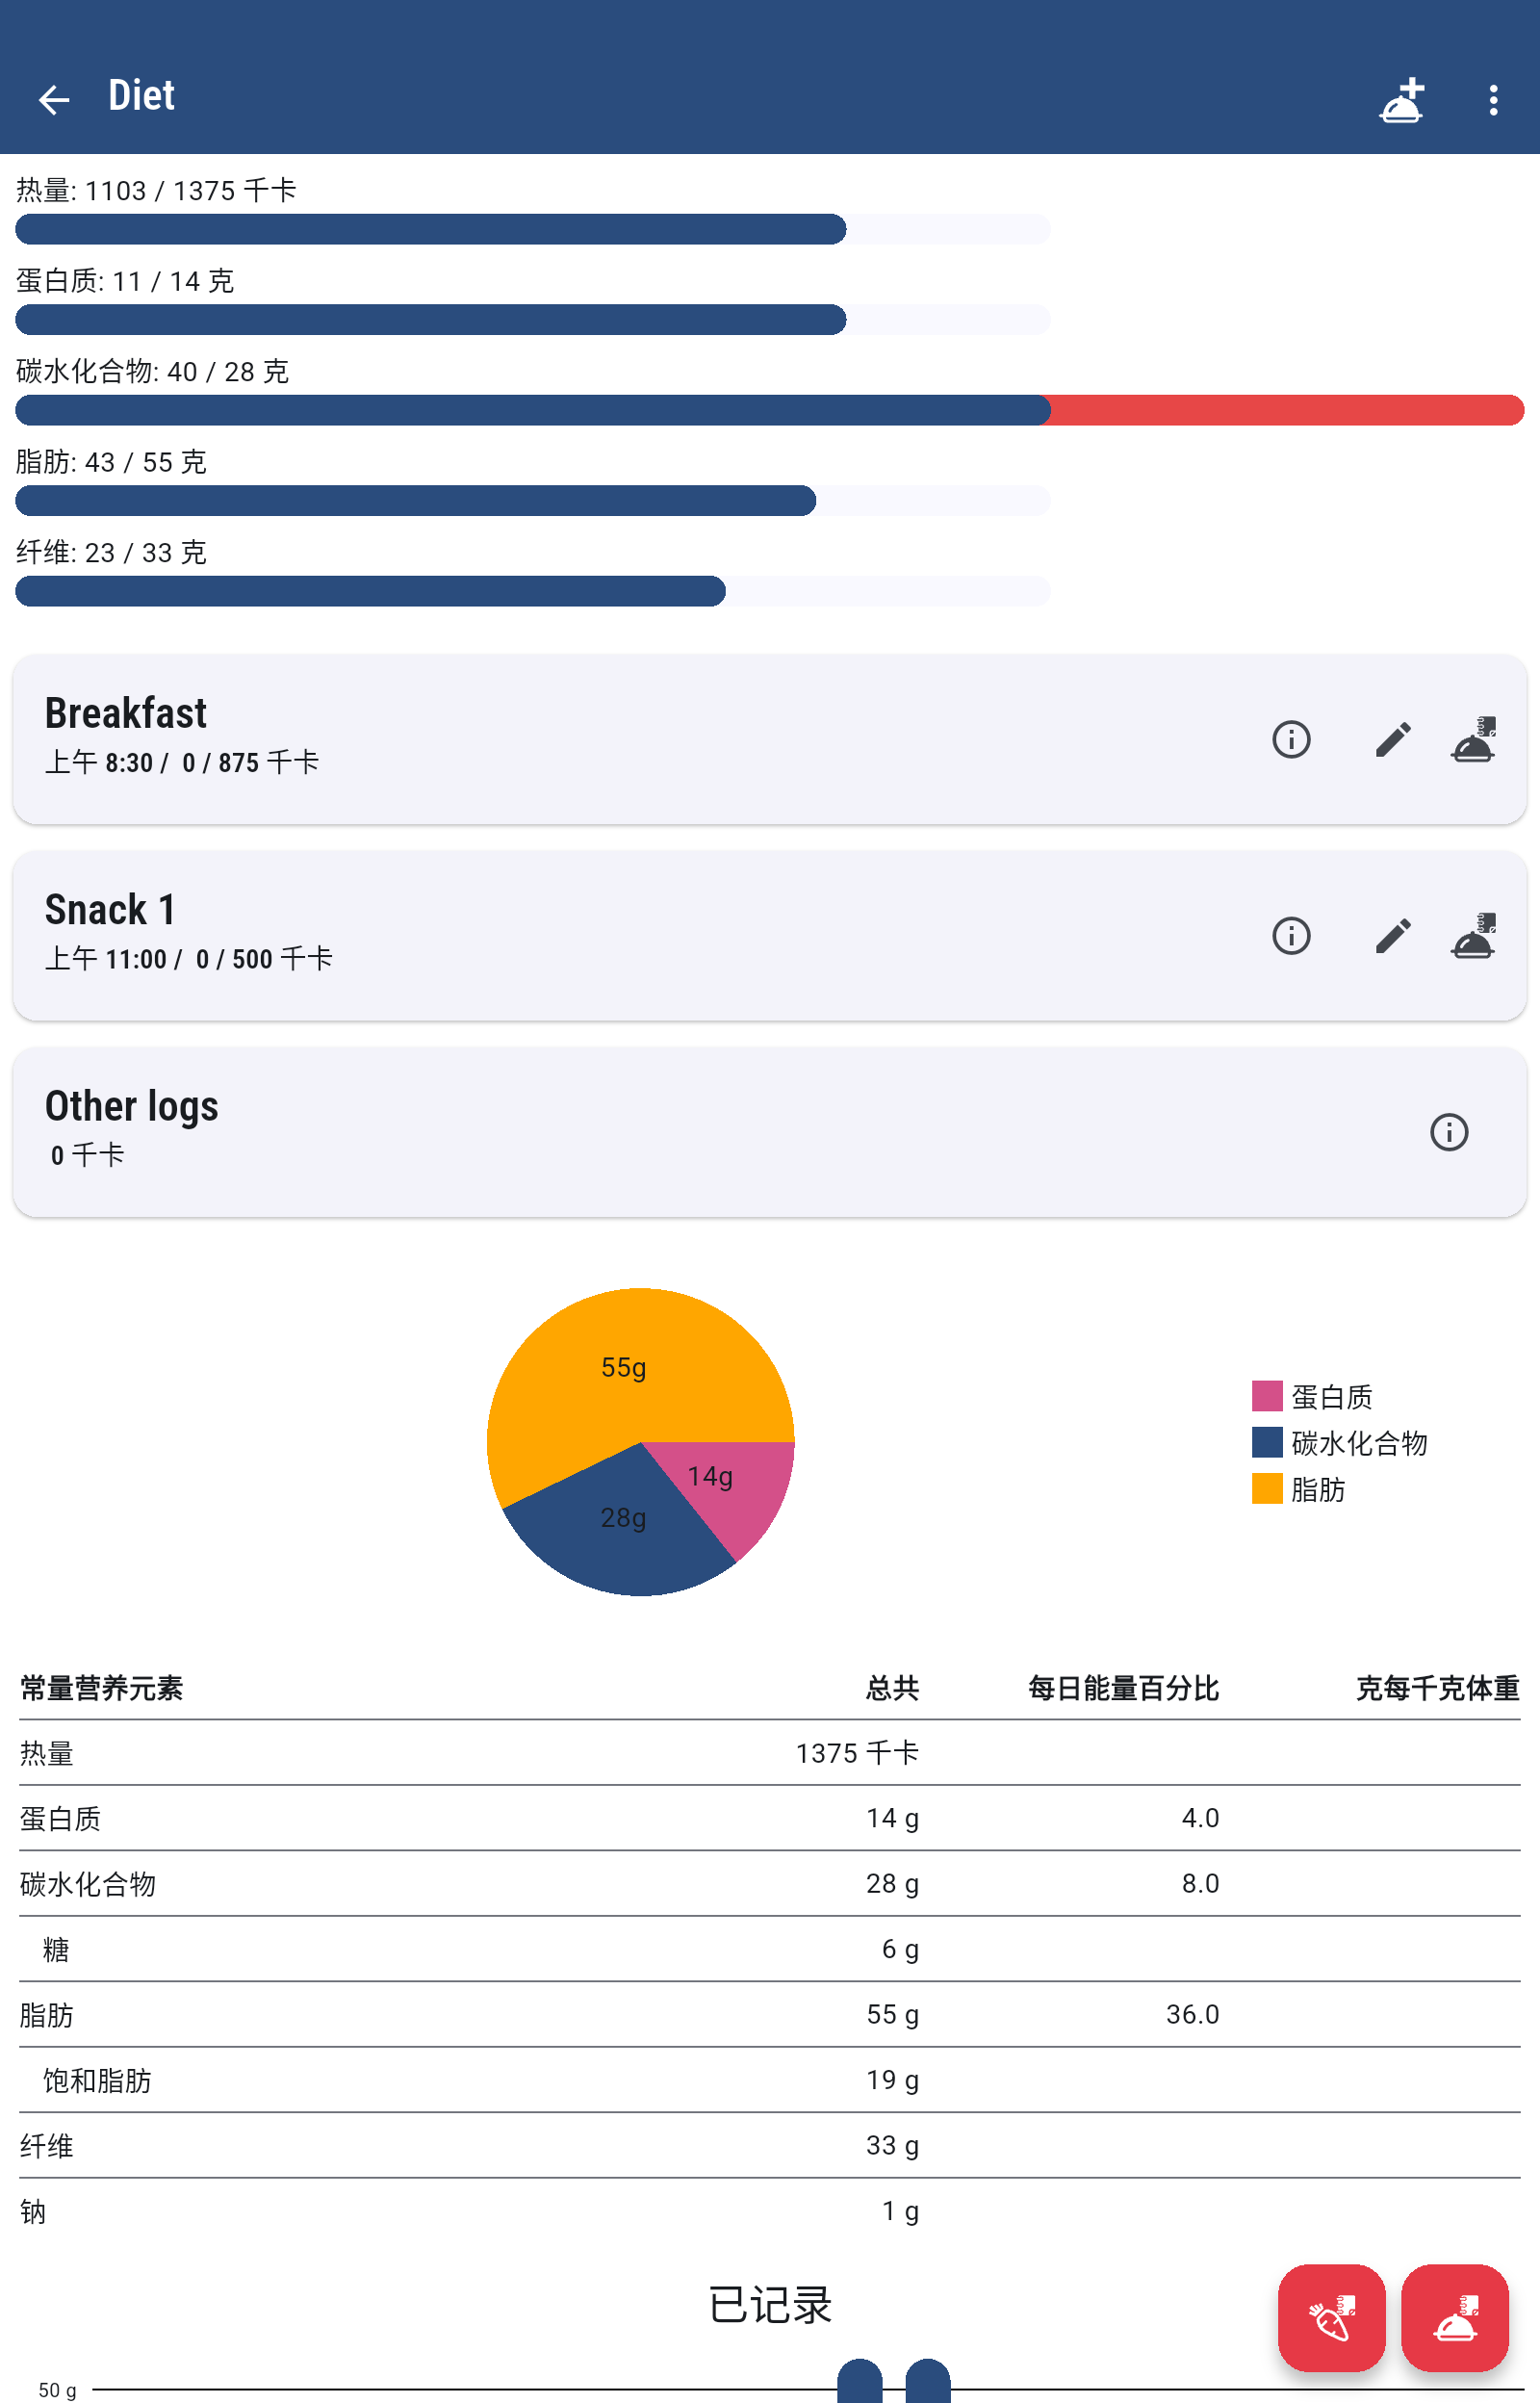 Diet
热量: 1103 / 1375 千卡
蛋白质: 11 / 14 克
碳水化合物: 40 / 28 克
脂肪: 43 / 55 克
纤维: 23 / 33 克
Breakfast
上午 8:30 / 0 / 875 千卡
Snack 1
上午 11:00 / 0 / 500 千卡
Other logs
0 千卡
55g
14g
28g
蛋白质
碳水化合物
脂肪
常量营养元素 总共 每日能量百分比 克每千克体重
热量 1375 千卡
蛋白质 14 g 4.0
碳水化合物 28 g 8.0
糖 6 g
脂肪 55 g 36.0
饱和脂肪 19 g
纤维 33 g
钠 1 g
已记录
50 g